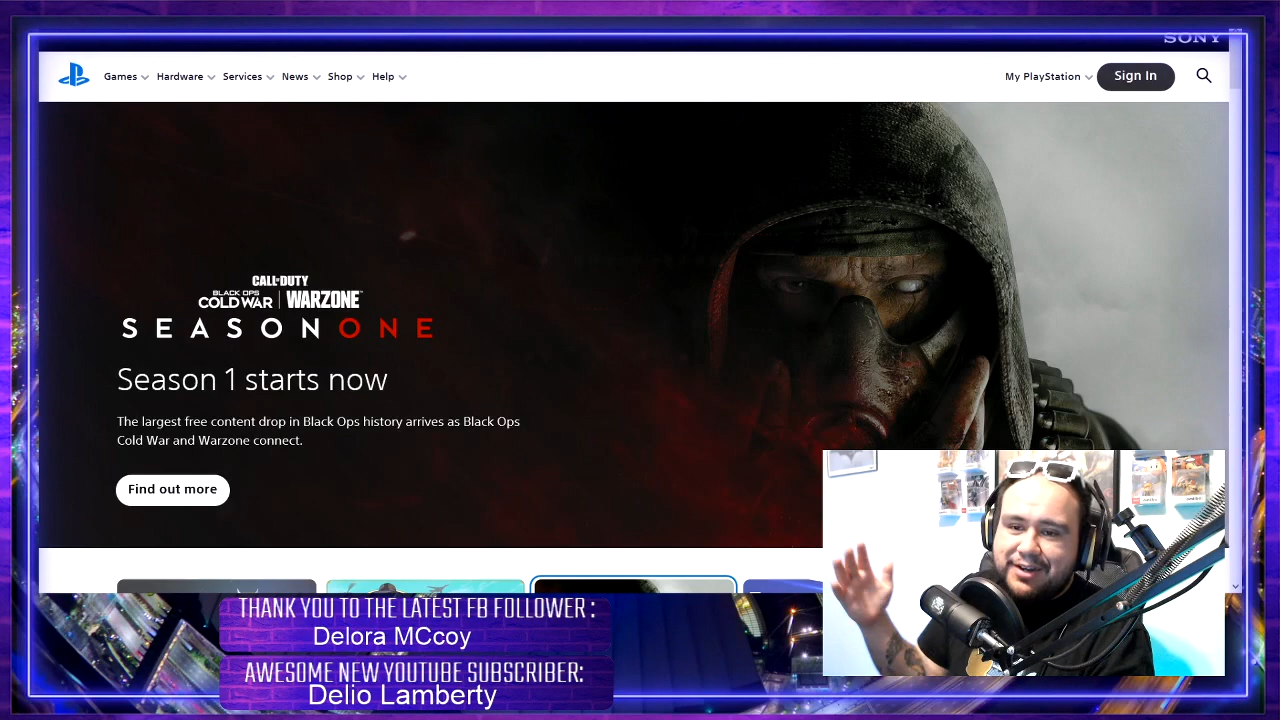 SONY
Games
Hardware
Services
News
Shop
Help
My PlayStation
Sign In
CALL OF DUTY
BLACK OPS
COLD WAR | WARZONE
SEASON ONE
Season 1 starts now
The largest free content drop in Black Ops history arrives as Black Ops
Cold War and Warzone connect.
Find out more
THANK YOU TO THE LATEST FB FOLLOWER :
Delora MCcoy
AWESOME NEW YOUTUBE SUBSCRIBER:
Delio Lamberty